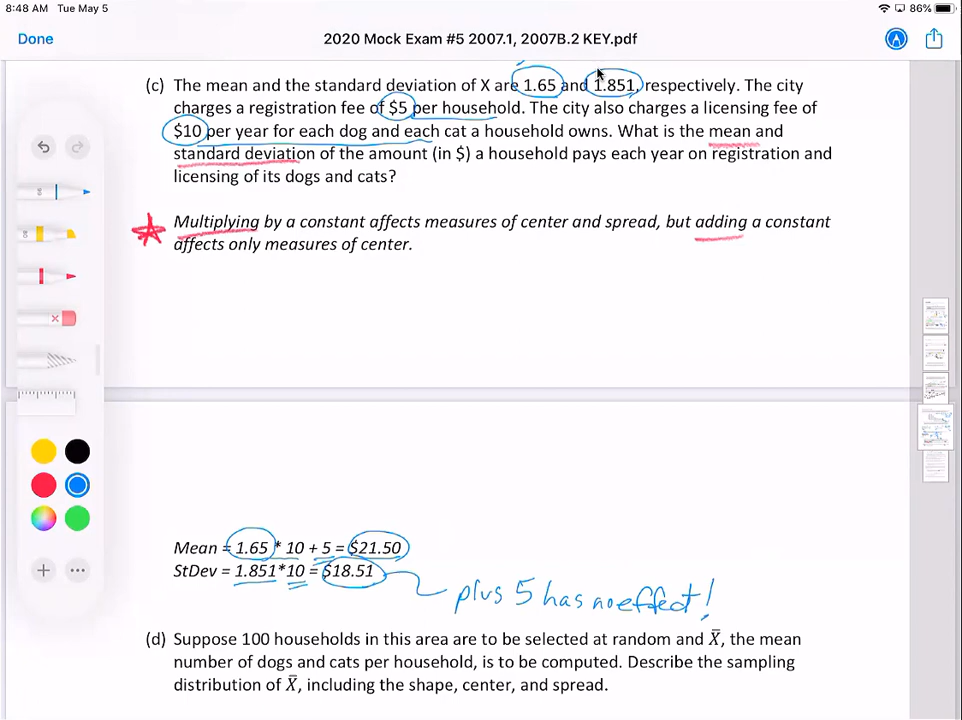 8:48 AM Tue May 5
86%
Done
2020 Mock Exam #5 2007.1, 2007B.2 KEY.pdf
(c) The mean and the standard deviation of X are 1.65 and 1.851, respectively. The city
charges a registration fee of $5 per household. The city also charges a licensing fee of
$10 per year for each dog and each cat a household owns. What is the mean and
standard deviation of the amount (in $) a household pays each year on registration and
licensing of its dogs and cats?
Multiplying by a constant affects measures of center and spread, but adding a constant
affects only measures of center.
Mean = 1.65 * 10 + 5 = $21.50
StDev = 1.851*10 = $18.51
plus 5 has no effect!
(d) Suppose 100 households in this area are to be selected at random and X̄, the mean
number of dogs and cats per household, is to be computed. Describe the sampling
distribution of X̄, including the shape, center, and spread.